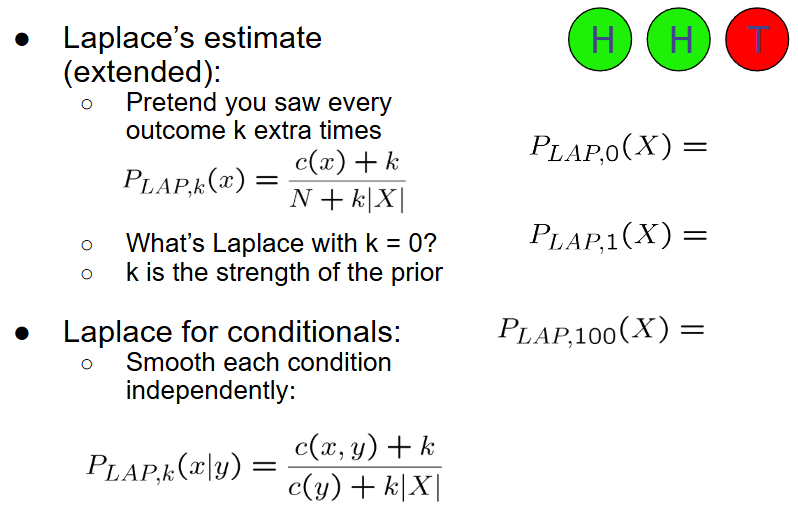 ● Laplace's estimate
(extended):
○ Pretend you saw every
outcome k extra times
P_{LAP,k}(x) = \frac{c(x) + k}{N + k|X|}
○ What's Laplace with k = 0?
○ k is the strength of the prior
● Laplace for conditionals:
○ Smooth each condition
independently:
P_{LAP,k}(x|y) = \frac{c(x, y) + k}{c(y) + k|X|}
H H T
P_{LAP,0}(X) =
P_{LAP,1}(X) =
P_{LAP,100}(X) =